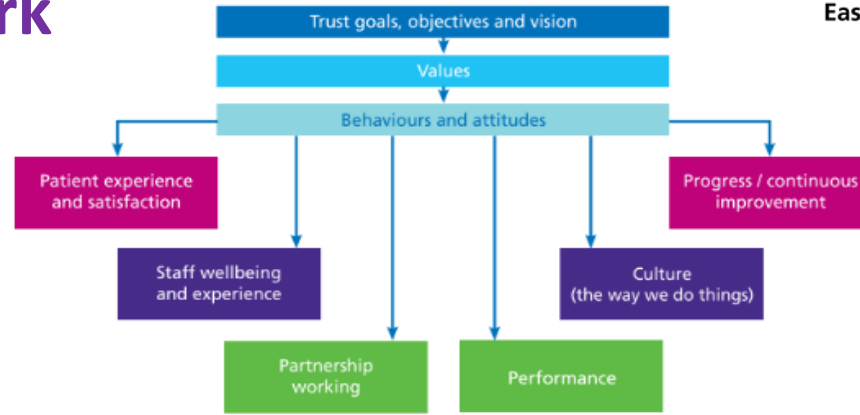 rk
Eas
Trust goals, objectives and vision
Values
Behaviours and attitudes
Patient experience
and satisfaction
Progress / continuous
improvement
Staff wellbeing
and experience
Culture
(the way we do things)
Partnership
working
Performance